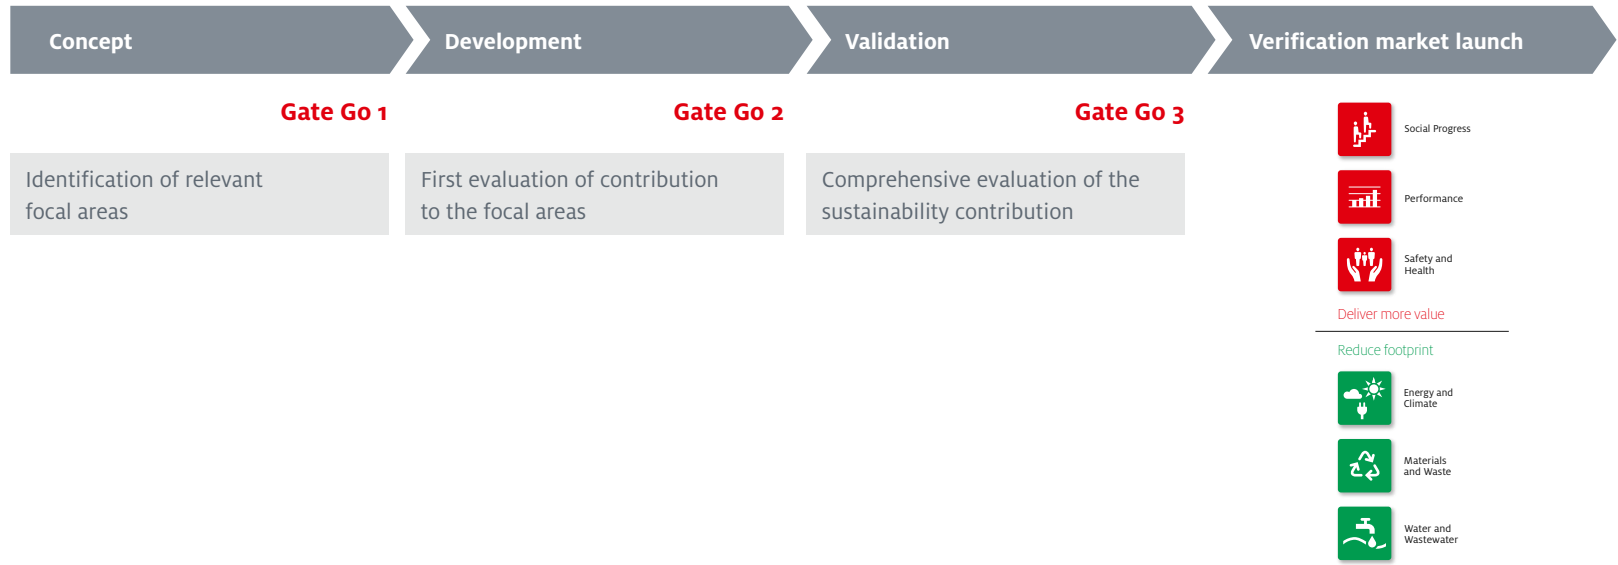 Concept
Development
Validation
Verification market launch
Gate Go 1
Gate Go 2
Gate Go 3
Identification of relevant
focal areas
First evaluation of contribution
to the focal areas
Comprehensive evaluation of the
sustainability contribution
Social Progress
Performance
Safety and
Health
Deliver more value
Reduce footprint
Energy and
Climate
Materials
and Waste
Water and
Wastewater